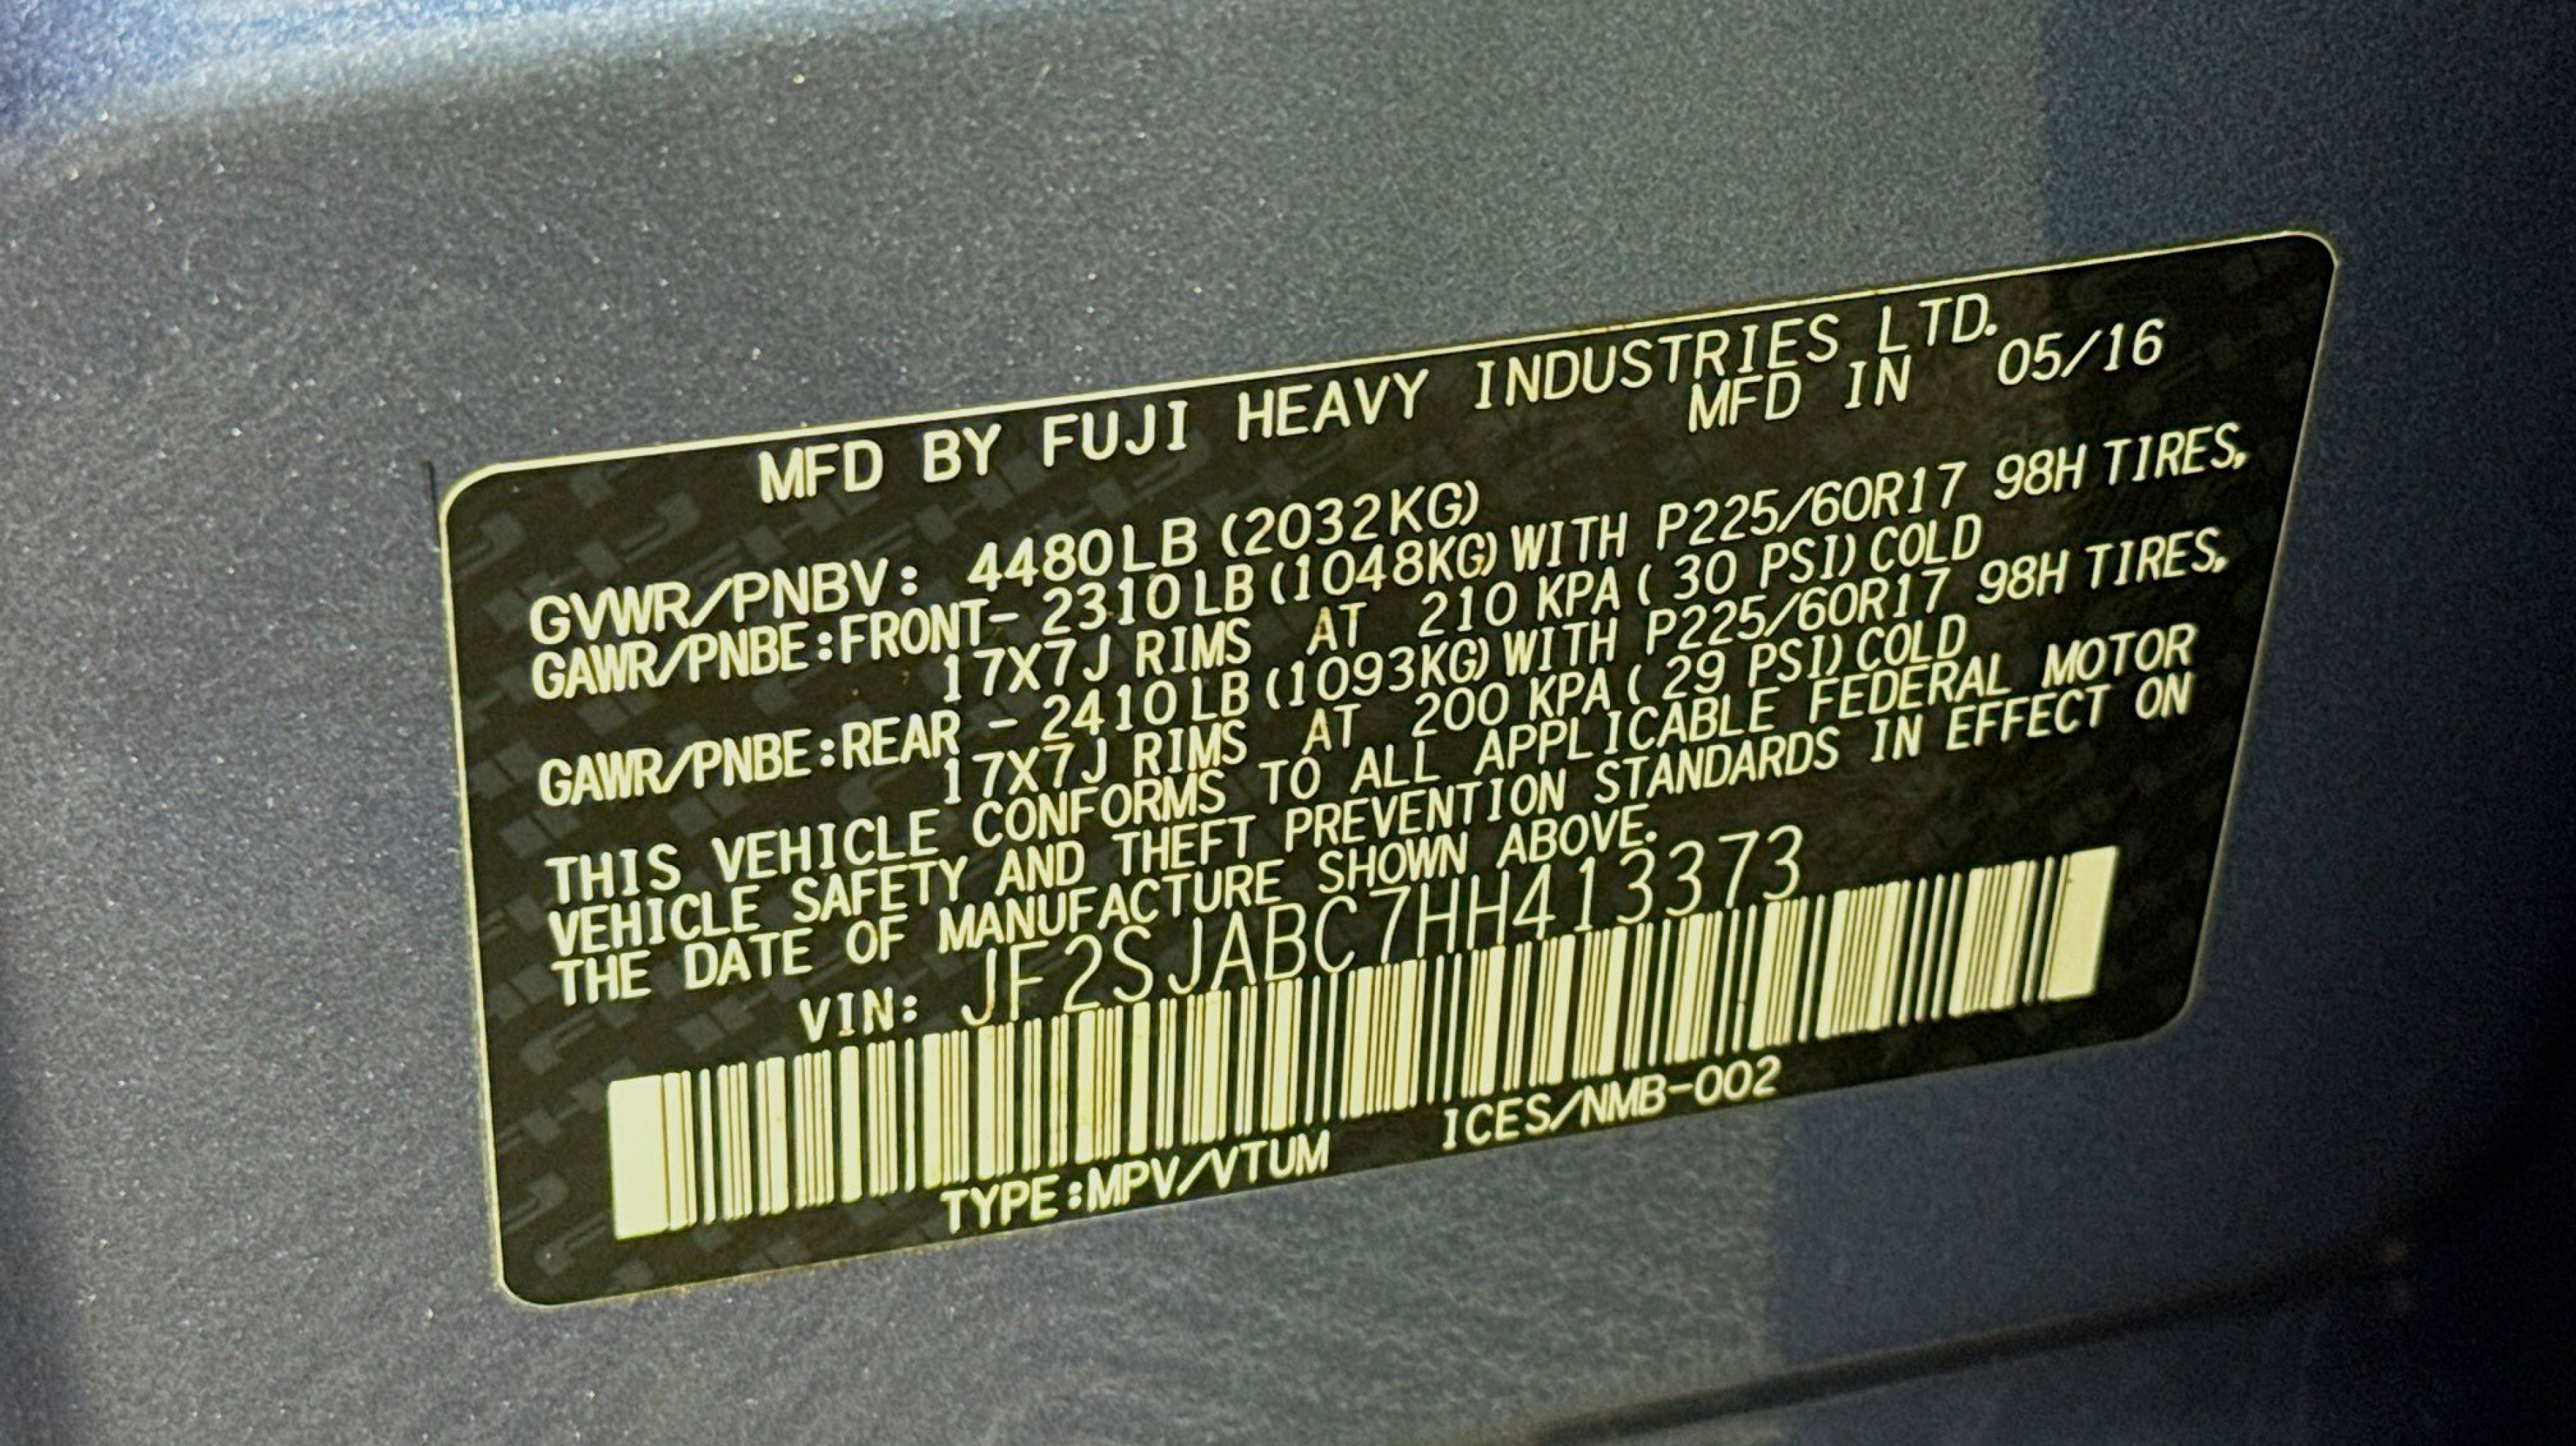 MFD BY FUJI HEAVY INDUSTRIES LTD.
MFD IN 05/16
GVWR/PNBV: 4480LB (2032KG)
GAWR/PNBE:FRONT- 2310LB (1048KG) WITH P225/60R17 98H TIRES,
17X7J RIMS AT 210 KPA ( 30 PSI) COLD
GAWR/PNBE:REAR - 2410LB (1093KG) WITH P225/60R17 98H TIRES,
17X7J RIMS AT 200 KPA ( 29 PSI) COLD
THIS VEHICLE CONFORMS TO ALL APPLICABLE FEDERAL MOTOR
VEHICLE SAFETY AND THEFT PREVENTION STANDARDS IN EFFECT ON
THE DATE OF MANUFACTURE SHOWN ABOVE.
VIN: JF2SJABC7HH413373
TYPE:MPV/VTUM ICES/NMB-002